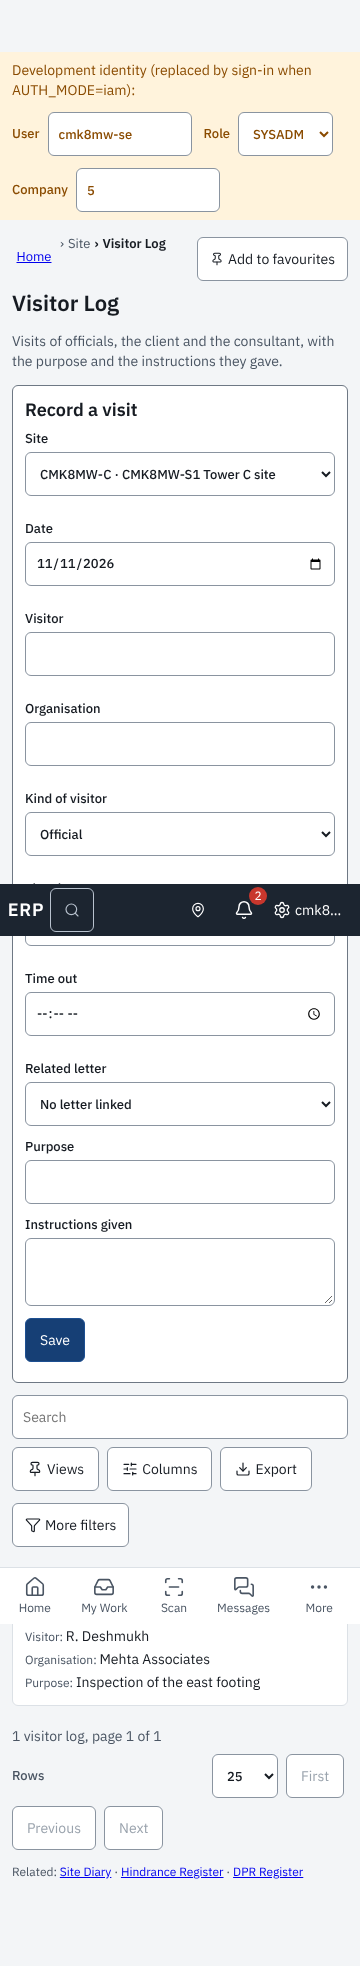 Development identity (replaced by sign-in when
AUTH_MODE=iam):
User cmk8mw-se Role SYSADM
Company 5
Home › Site › Visitor Log
Add to favourites
Visitor Log
Visits of officials, the client and the consultant, with
the purpose and the instructions they gave.
Record a visit
Site
CMK8MW-C · CMK8MW-S1 Tower C site
Date
11/11/2026
Visitor
Organisation
Kind of visitor
Official
ERP 2 cmk8...
Time out
--:-- --
Related letter
No letter linked
Purpose
Instructions given
Save
Search
Views Columns Export
More filters
Home My Work Scan Messages More
Visitor: R. Deshmukh
Organisation: Mehta Associates
Purpose: Inspection of the east footing
1 visitor log, page 1 of 1
Rows 25 First
Previous Next
Related: Site Diary · Hindrance Register · DPR Register